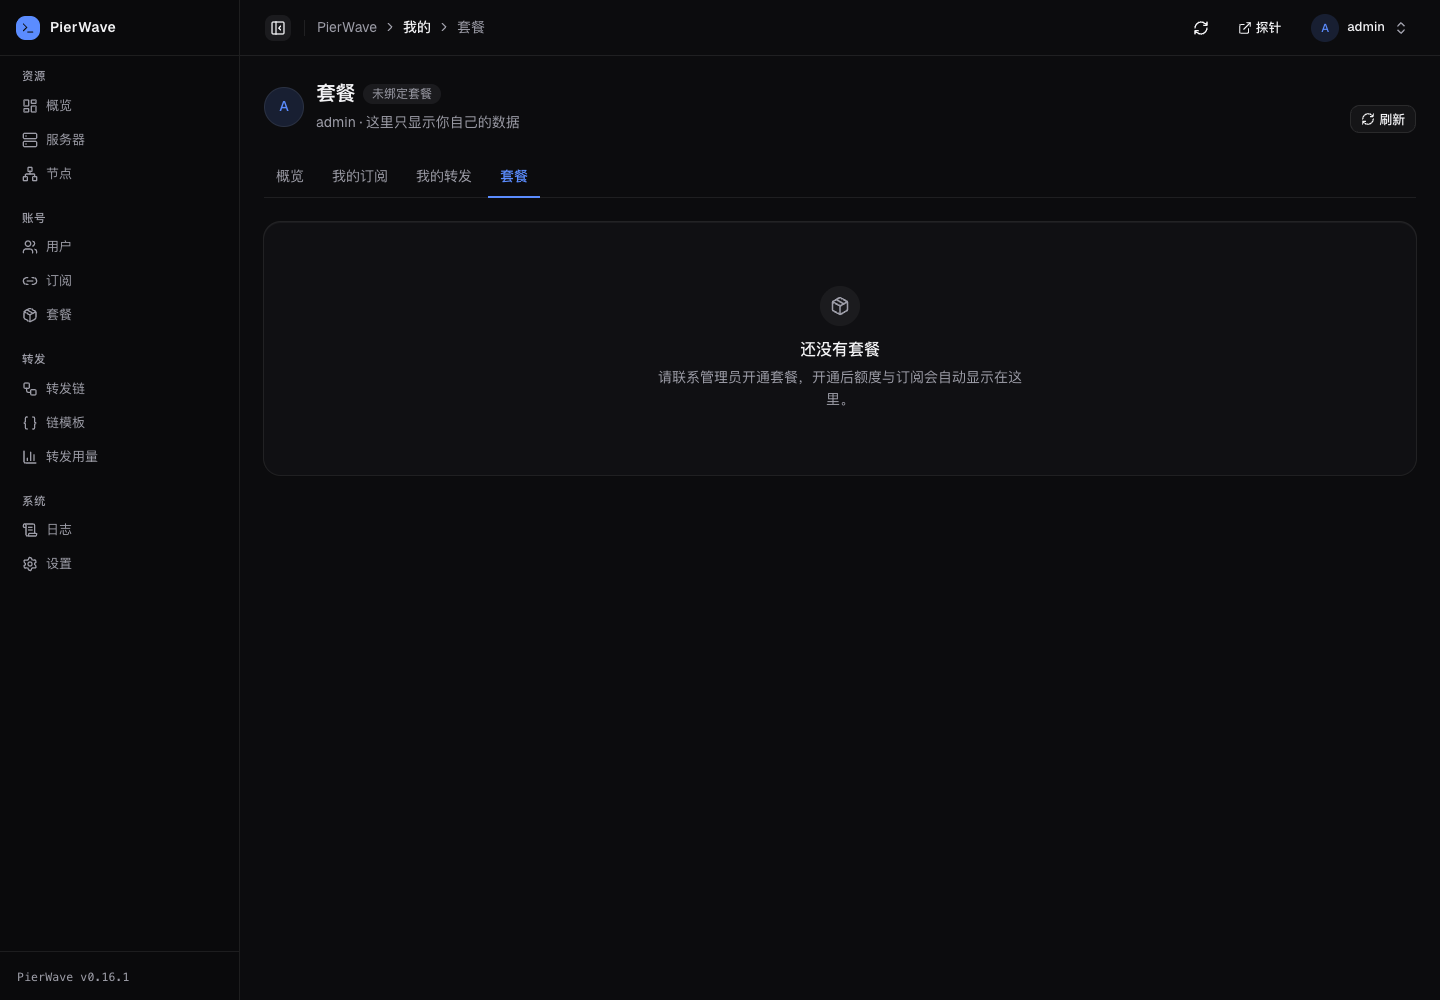 PierWave
PierWave
我的
套餐
探针
A
admin
资源
概览
服务器
节点
账号
用户
订阅
套餐
转发
转发链
链模板
转发用量
系统
日志
设置
PierWave v0.16.1
A
套餐
未绑定套餐
admin · 这里只显示你自己的数据
刷新
概览
我的订阅
我的转发
套餐
还没有套餐
请联系管理员开通套餐，开通后额度与订阅会自动显示在这
里。